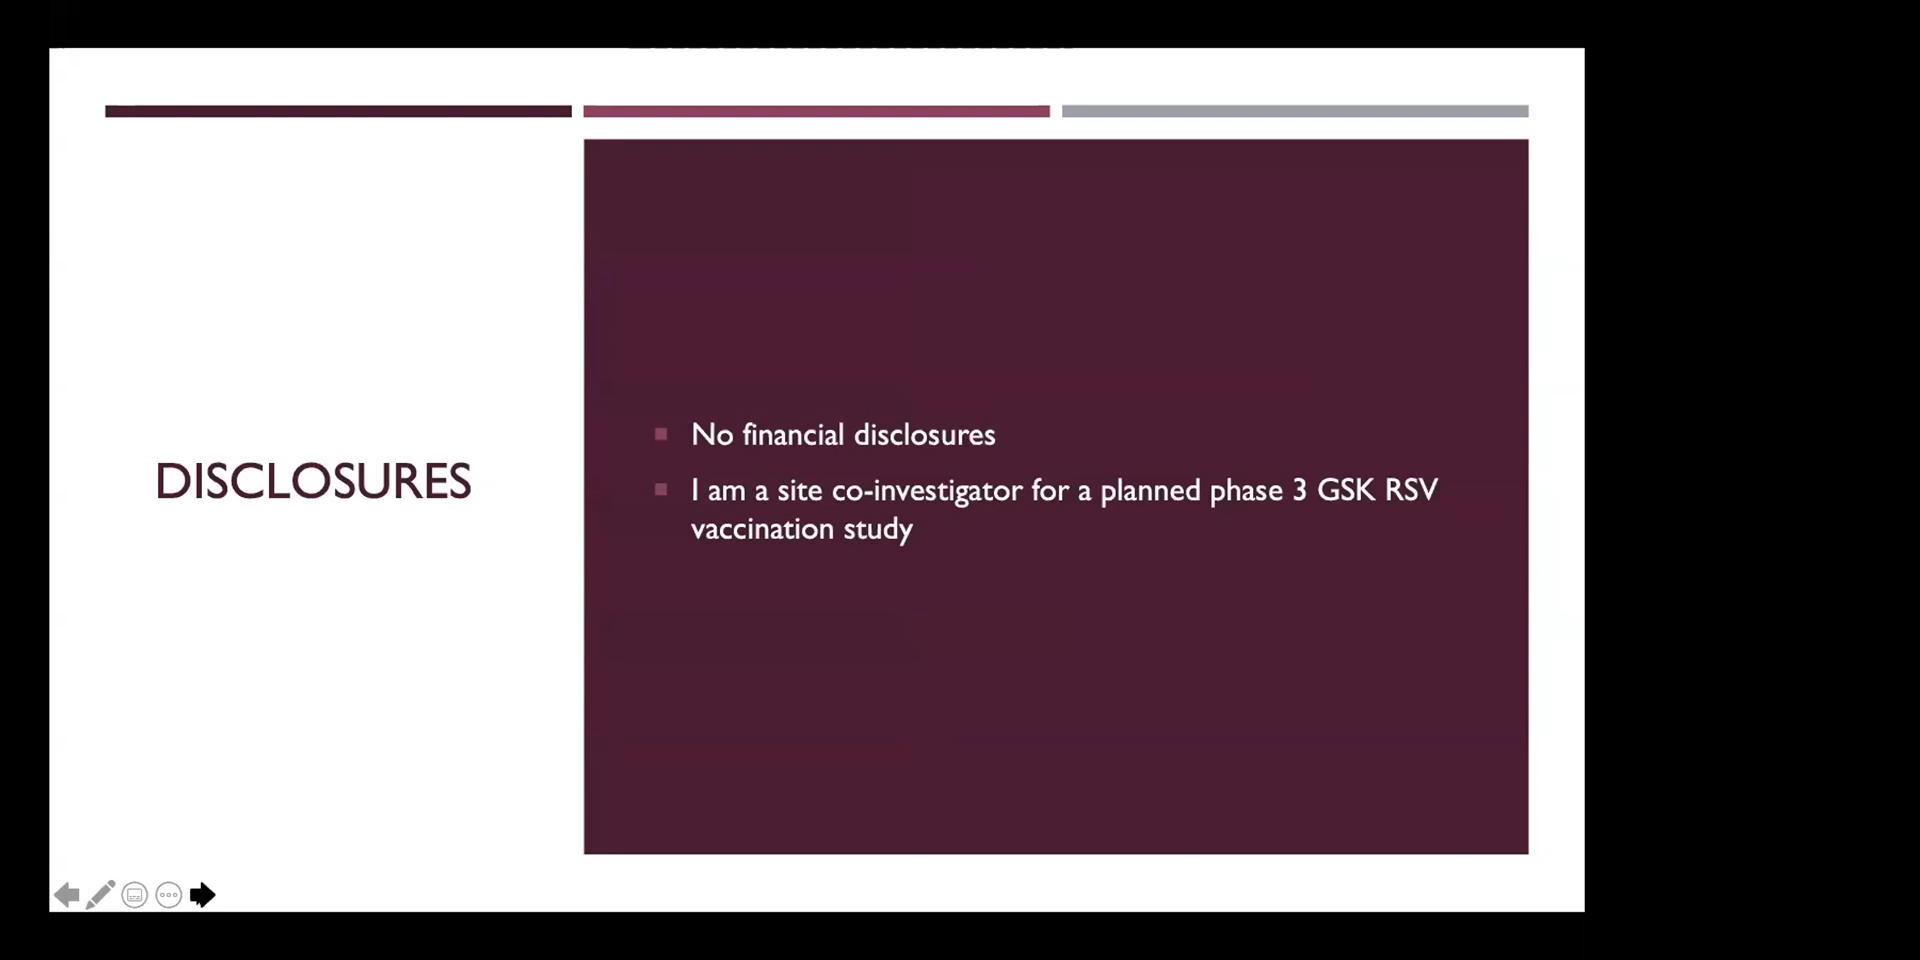 DISCLOSURES
No financial disclosures
I am a site co-investigator for a planned phase 3 GSK RSV
vaccination study